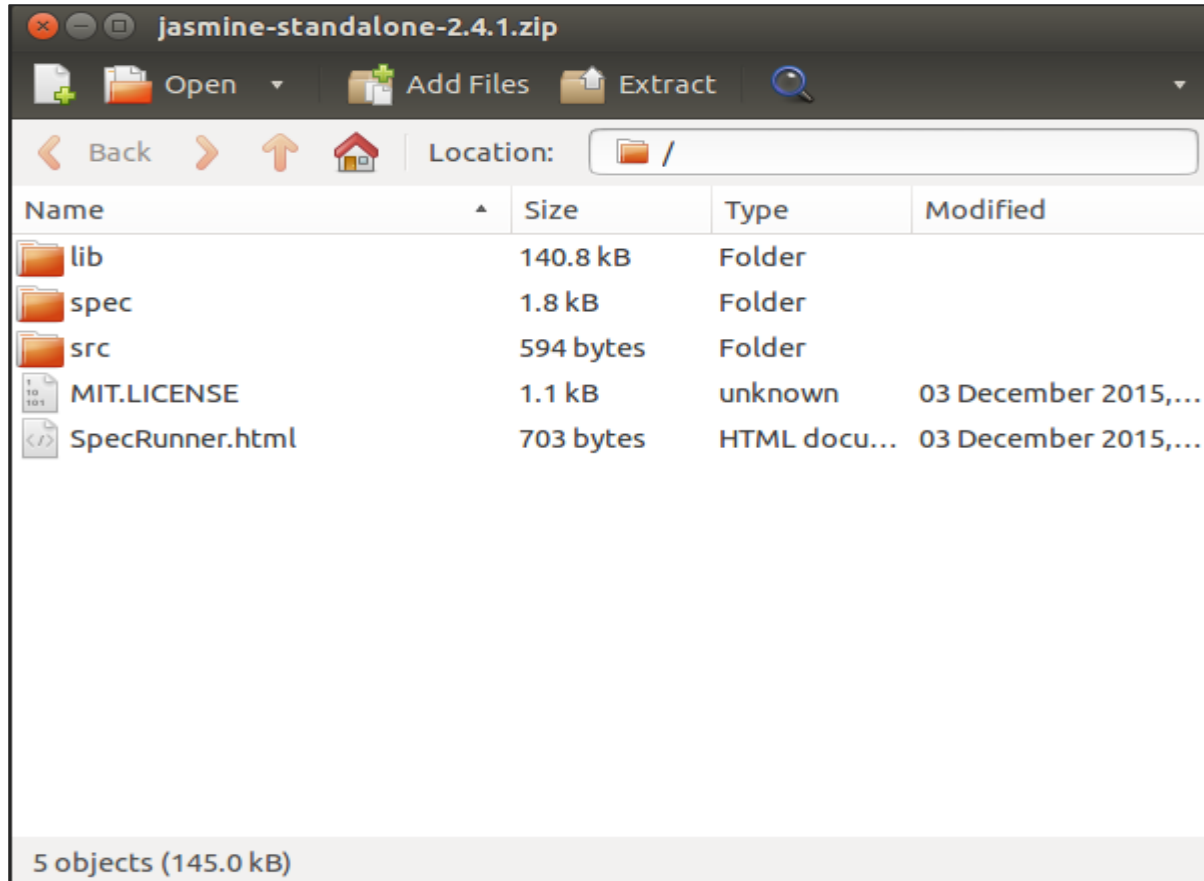 jasmine-standalone-2.4.1.zip
Open Add Files Extract
Back Location: /
Name Size Type Modified
lib 140.8 kB Folder
spec 1.8 kB Folder
src 594 bytes Folder
MIT.LICENSE 1.1 kB unknown 03 December 2015,...
SpecRunner.html 703 bytes HTML docu... 03 December 2015,...
5 objects (145.0 kB)